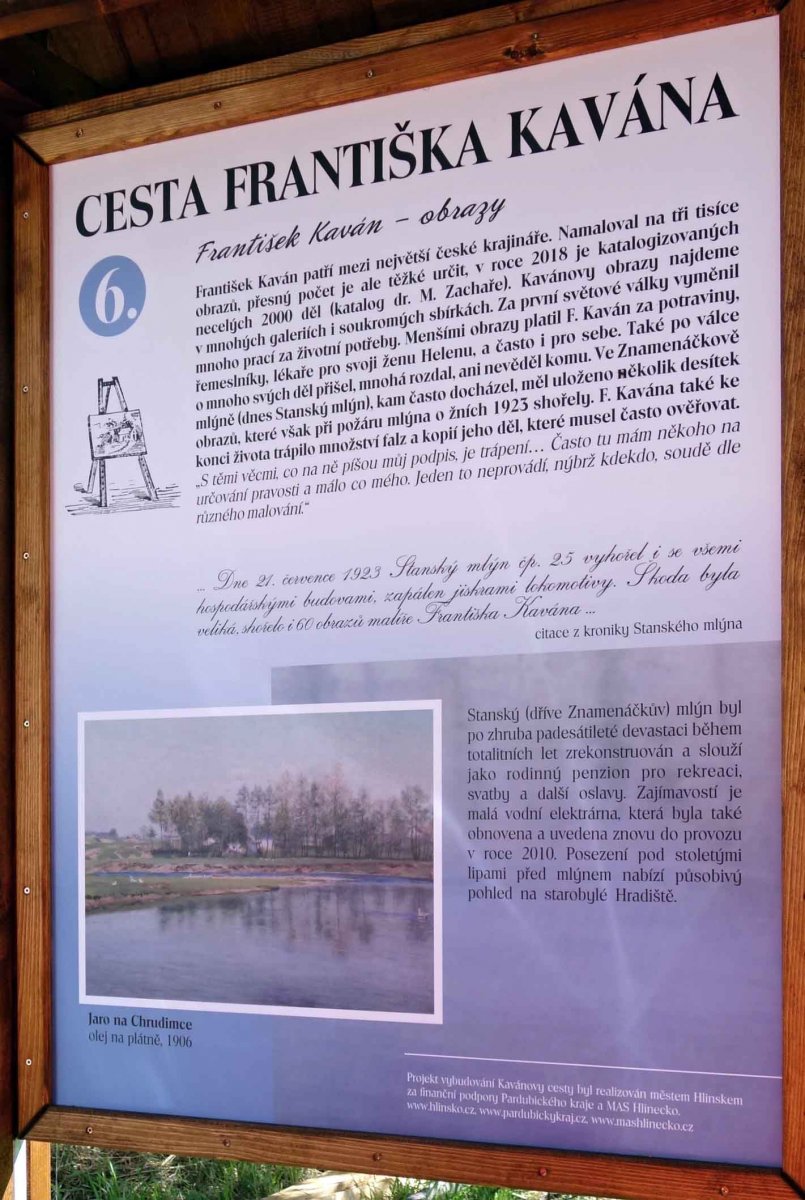 CESTA FRANTIŠKA KAVÁNA
František Kaván – obrazy
6.
František Kaván patří mezi největší české krajináře. Namaloval na tři tisíce
obrazů, přesný počet je ale těžké určit, v roce 2018 je katalogizovaných
necelých 2000 děl (katalog dr. M. Zachaře). Kavánovy obrazy najdeme
v mnohých galeriích i soukromých sbírkách. Za první světové války vyměnil
mnoho prací za životní potřeby. Menšími obrazy platil F. Kaván za potraviny,
řemeslníky, lékaře pro svoji ženu Helenu, a často i pro sebe. Také po válce
o mnoho svých děl přišel, mnohá rozdal, ani nevěděl komu. Ve Znamenáčkově
mlýně (dnes Stanský mlýn), kam často docházel, měl uloženo několik desítek
obrazů, které však při požáru mlýna o žních 1923 shořely. F. Kavána také ke
konci života trápilo množství falz a kopií jeho děl, které musel často ověřovat.
„S těmi věcmi, co na ně píšou můj podpis, je trápení… Často tu mám někoho na
určování pravosti a málo co mého. Jeden to neprovádí, nýbrž kdekdo, soudě dle
různého malování.“
... Dne 21. července 1923 Stanský mlýn čp. 25 vyhořel i se všemi
hospodářskými budovami, zapálen jiskrami lokomotivy. Škoda byla
veliká, shořelo i 60 obrazů malíře Františka Kavána ...
citace z kroniky Stanského mlýna
Stanský (dříve Znamenáčkův) mlýn byl
po zhruba padesátileté devastaci během
totalitních let zrekonstruován a slouží
jako rodinný penzion pro rekreaci,
svatby a další oslavy. Zajímavostí je
malá vodní elektrárna, která byla také
obnovena a uvedena znovu do provozu
v roce 2010. Posezení pod stoletými
lipami před mlýnem nabízí působivý
pohled na starobylé Hradiště.
Jaro na Chrudimce
olej na plátně, 1906
Projekt vybudování Kavánovy cesty byl realizován městem Hlinskem
za finanční podpory Pardubického kraje a MAS Hlinecko.
www.hlinsko.cz, www.pardubickykraj.cz, www.mashlinecko.cz